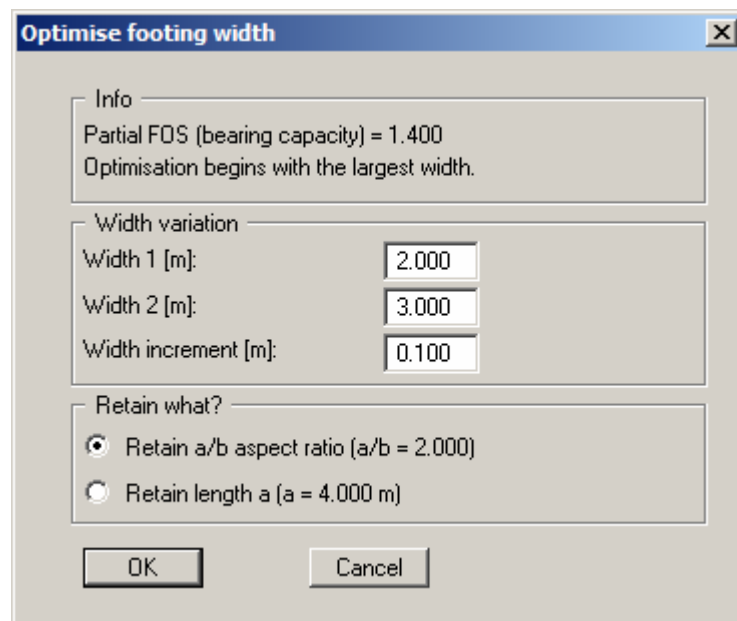 Optimise footing width
Info
Partial FOS (bearing capacity) = 1.400
Optimisation begins with the largest width.
Width variation
Width 1 [m]: 2.000
Width 2 [m]: 3.000
Width increment [m]: 0.100
Retain what?
Retain a/b aspect ratio (a/b = 2.000)
Retain length a (a = 4.000 m)
OK Cancel